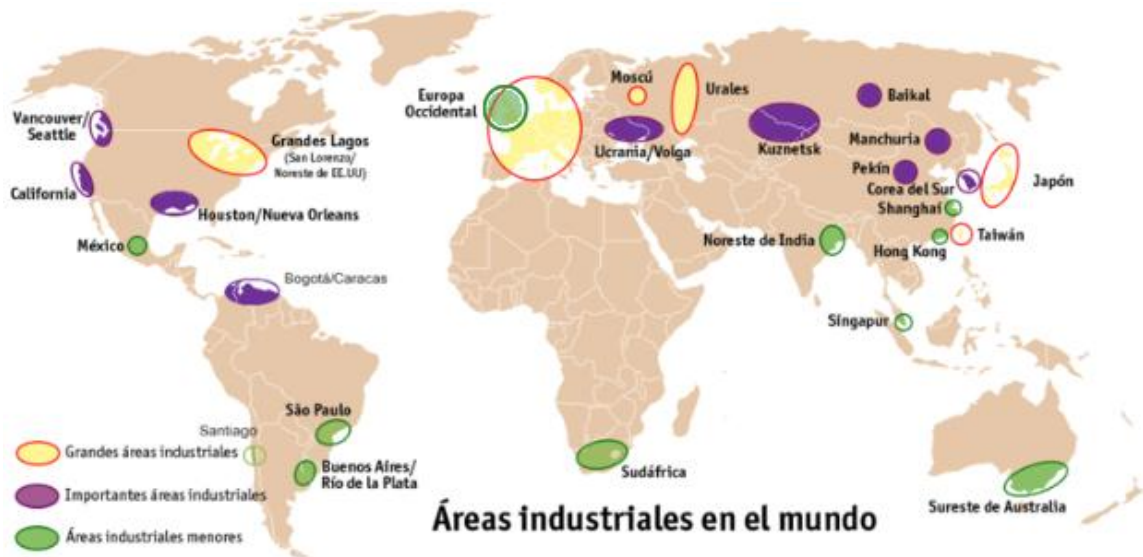 Vancouver/
Seattle
Grandes Lagos
(San Lorenzo/
Noreste de EE.UU)
California
Houston/Nueva Orleans
México
Bogotá/Caracas
São Paulo
Santiago
Buenos Aires/
Río de la Plata
Europa
Occidental
Moscú
Urales
Ucrania/Volga
Kuznetsk
Baikal
Manchuria
Pekín
Corea del Sur
Japón
Shanghai
Taiwán
Hong Kong
Noreste de India
Singapur
Sudáfrica
Sureste de Australia
Grandes áreas industriales
Importantes áreas industriales
Áreas industriales menores
Áreas industriales en el mundo